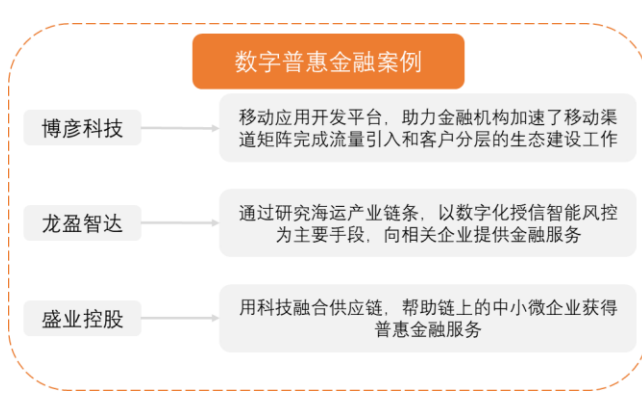 数字普惠金融案例
博彦科技
移动应用开发平台，助力金融机构加速了移动渠
道矩阵完成流量引入和客户分层的生态建设工作
龙盈智达
通过研究海运产业链条，以数字化授信智能风控
为主要手段，向相关企业提供金融服务
盛业控股
用科技融合供应链，帮助链上的中小微企业获得
普惠金融服务